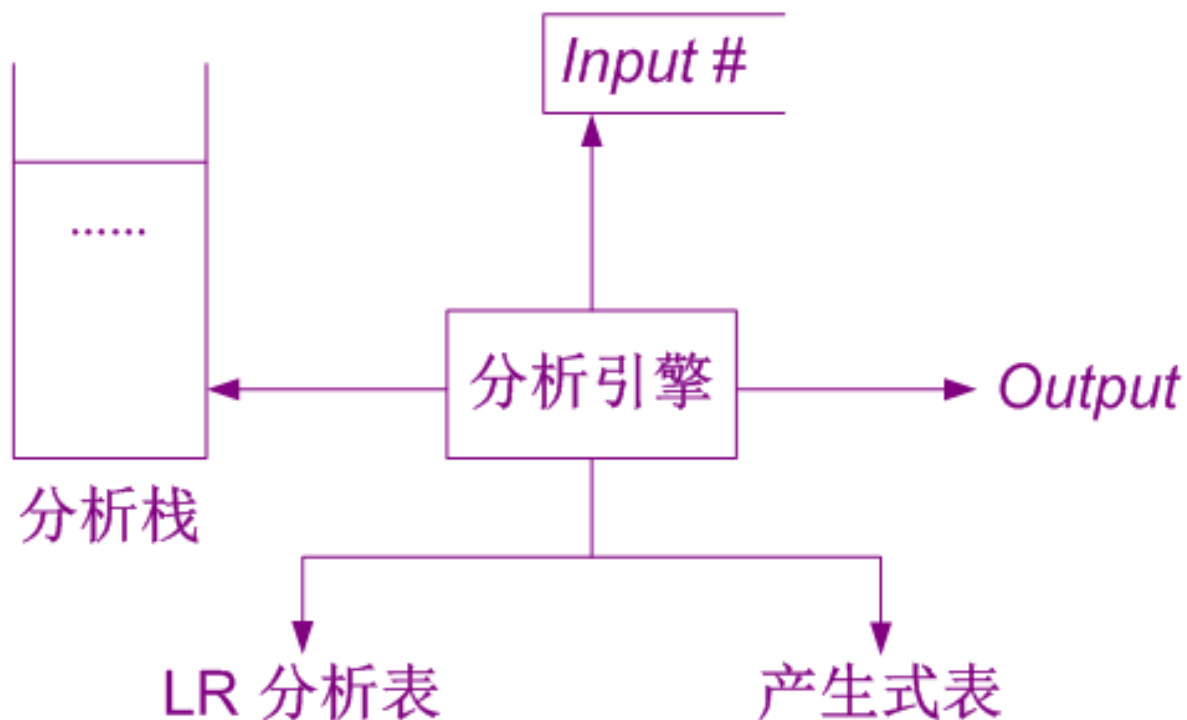 Input #
......
分析引擎
Output
分析栈
LR 分析表
产生式表